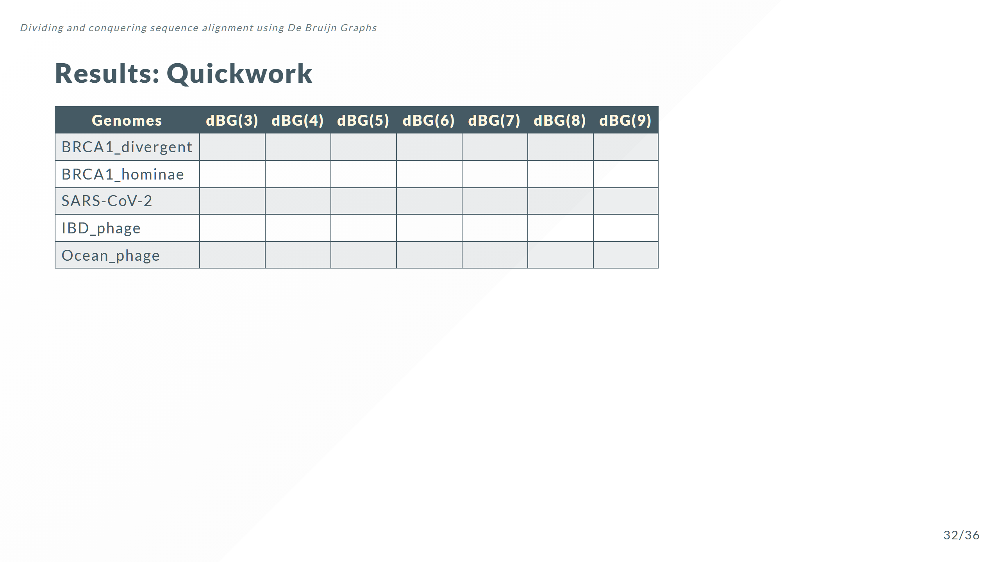 Dividing and conquering sequence alignment using De Bruijn Graphs
Results: Quickwork
Genomes dBG(3) dBG(4) dBG(5) dBG(6) dBG(7) dBG(8) dBG(9)
BRCA1_divergent
BRCA1_hominae
SARS-CoV-2
IBD_phage
Ocean_phage
32/36